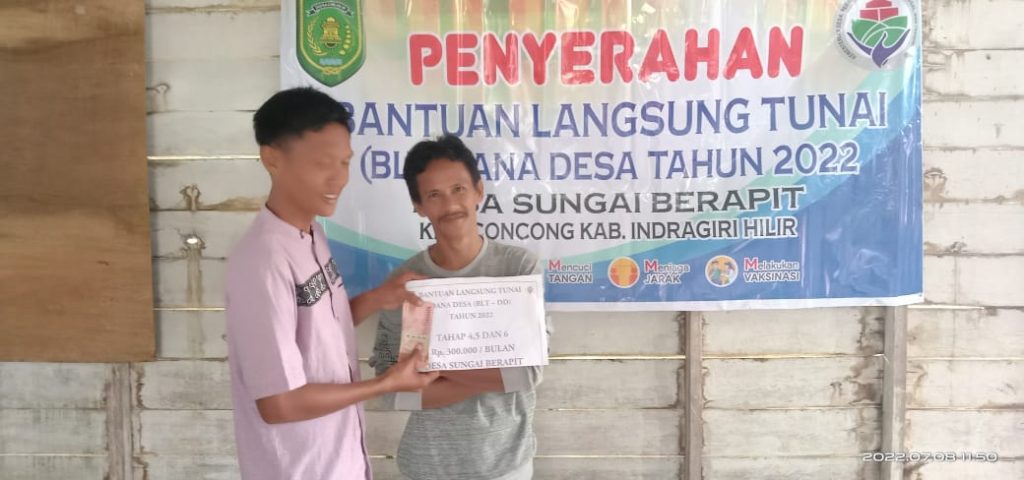 PENYERAHAN
BANTUAN LANGSUNG TUNAI
(BL DANA DESA TAHUN 2022
SUNGAI BERAPIT
CONCONG KAB. INDRAGIRI HILIR
Mencuci
TANGAN
Menjaga
JARAK
Melakukan
VAKSINASI
BANTUAN LANGSUNG TUNAI
DANA DESA (BLT – DD)
TAHUN 2022
TAHAP 4,5 DAN 6
Rp. 300.000 / BULAN
DESA SUNGAI BERAPIT
2022.07.08 11:50